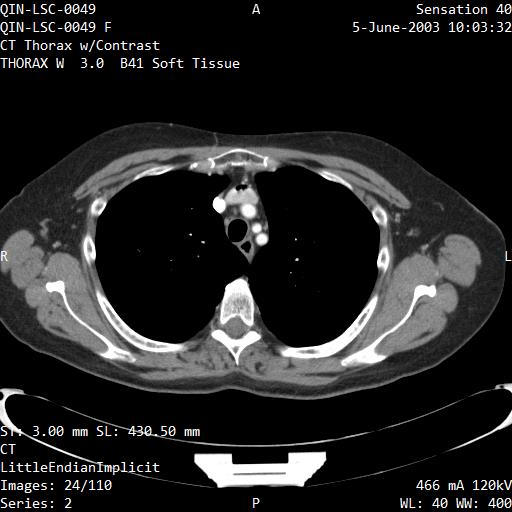 QIN-LSC-0049 A Sensation 40
QIN-LSC-0049 F 5-June-2003 10:03:32
CT Thorax w/Contrast
THORAX W 3.0 B41 Soft Tissue
R L
ST: 3.00 mm SL: 430.50 mm
CT
LittleEndianImplicit
Images: 24/110 466 mA 120kV
Series: 2 P WL: 40 WW: 400